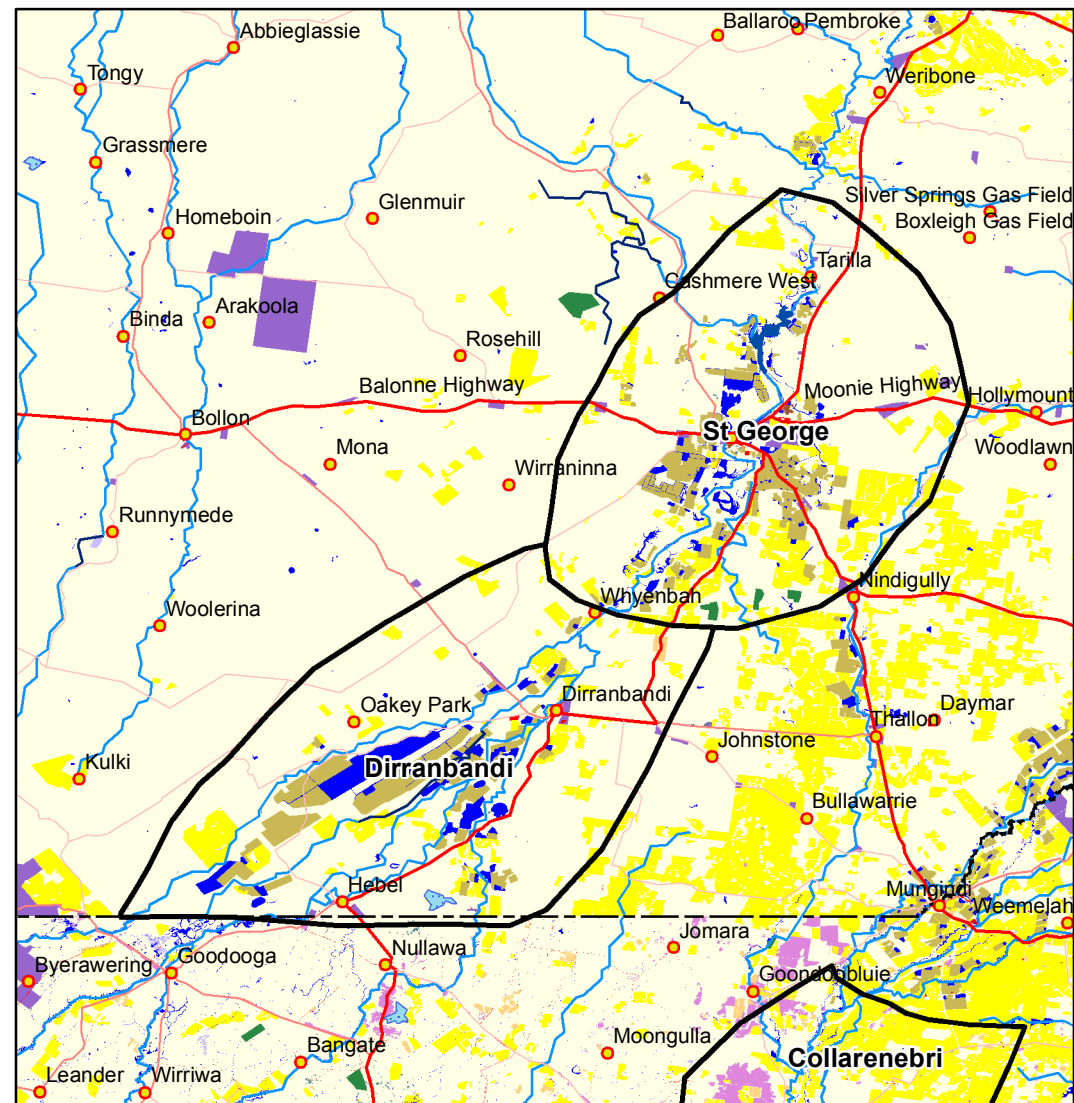 Abbieglassie
Ballaroo
Pembroke
Tongy
Weribone
Grassmere
Silver Springs Gas Field
Glenmuir
Boxleigh Gas Field
Homeboin
Tarilla
Cashmere West
Arakoola
Binda
Rosehill
Balonne Highway
Moonie Highway
Hollymount
Bollon
St George
Mona
Woodlawn
Wirraninna
Runnymede
Nindigully
Whyenbah
Woolerina
Oakey Park
Dirranbandi
Daymar
Thallon
Johnstone
Kulki
Dirranbandi
Bullawarrie
Hebel
Mungindi
Weemelah
Jomara
Nullawa
Goodooga
Byerawering
Goondoobluie
Moongulla
Bangate
Collarenebri
Leander
Wirriwa